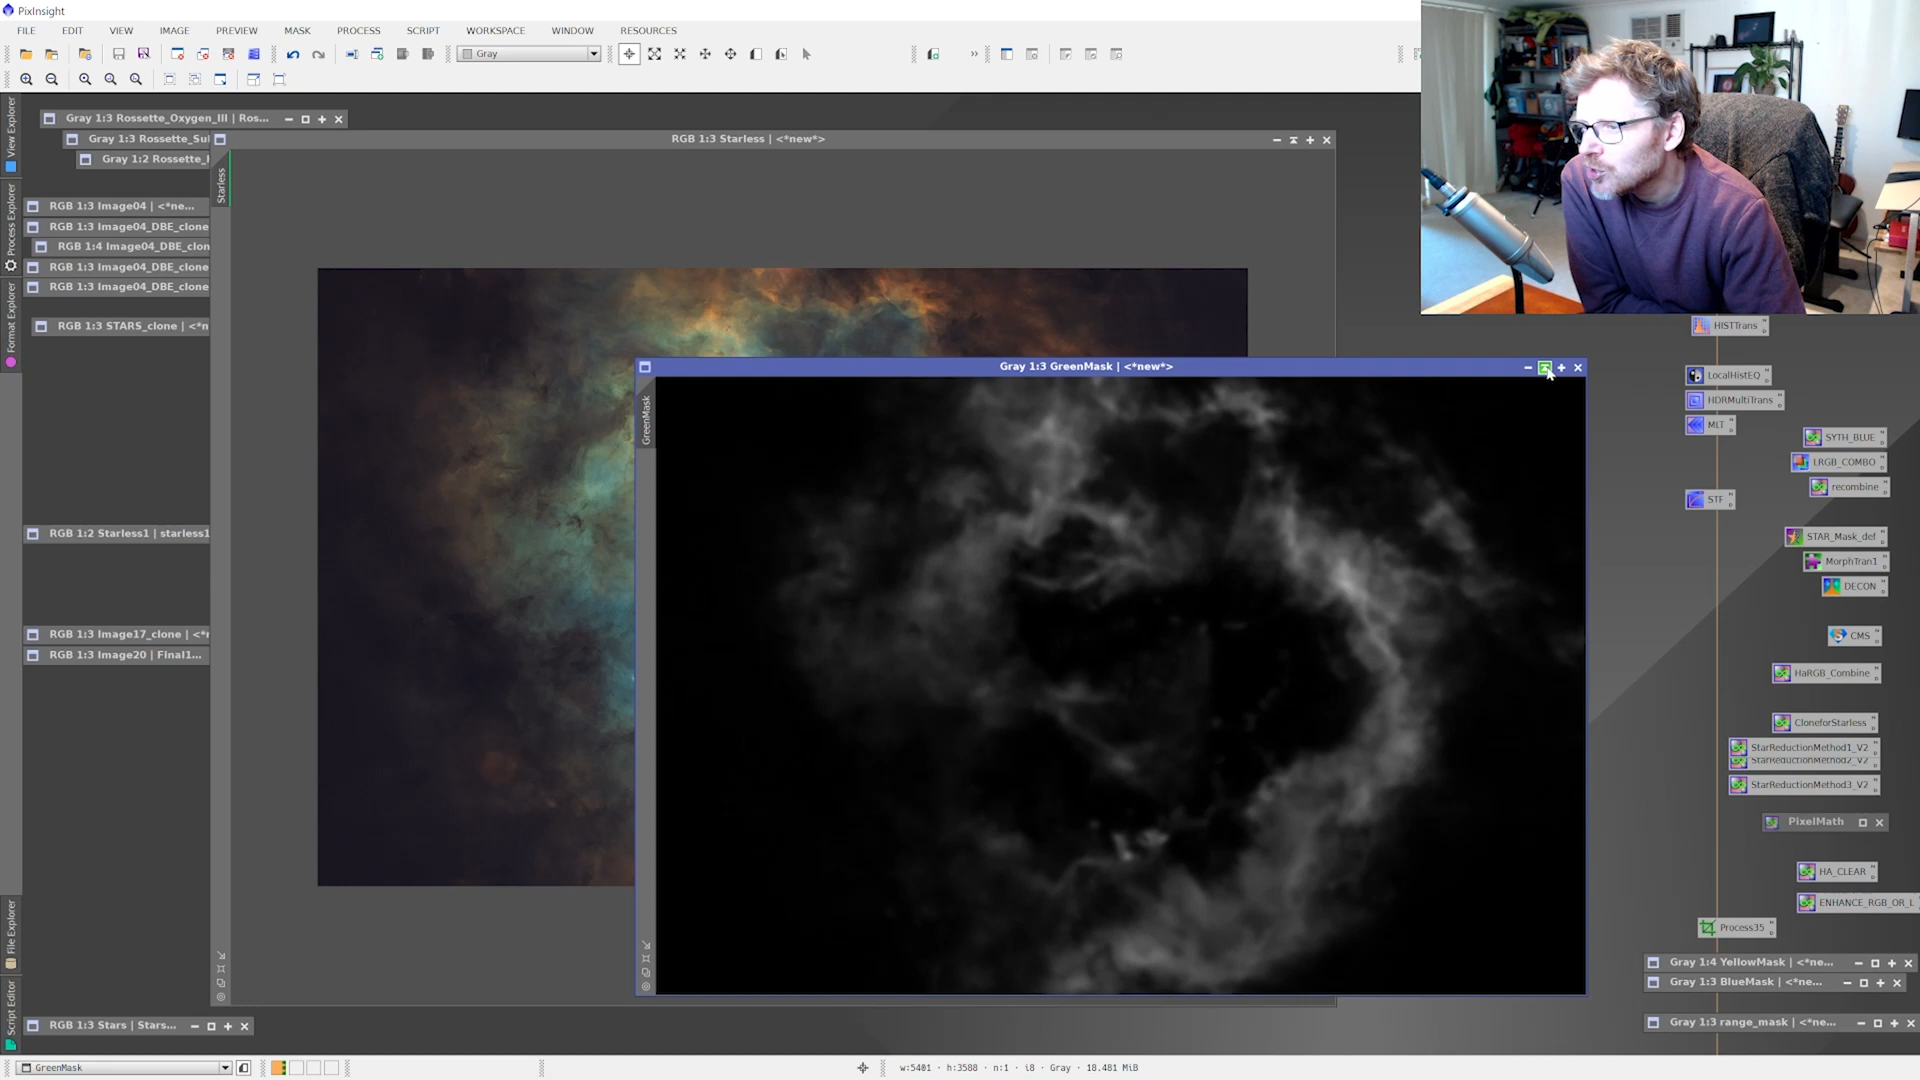 PixInsight
FILE EDIT VIEW IMAGE PREVIEW MASK PROCESS SCRIPT WORKSPACE WINDOW RESOURCES
Gray
View Explorer
Process Explorer
Format Explorer
File Explorer
Script Editor
Gray 1:3 Rossette_Oxygen_III | Ros...
Gray 1:3 Rossette_Sul
Gray 1:2 Rossette_
RGB 1:3 Starless | <*new*>
Starless
RGB 1:3 Image04 | <*ne...
RGB 1:3 Image04_DBE_clone
RGB 1:4 Image04_DBE_clon
RGB 1:3 Image04_DBE_clone
RGB 1:3 Image04_DBE_clone
RGB 1:3 STARS_clone | <*n
RGB 1:2 Starless1 | starless1
RGB 1:3 Image17_clone | <*r
RGB 1:3 Image20 | Final1...
RGB 1:3 Stars | Stars...
Gray 1:3 GreenMask | <*new*>
GreenMask
HISTTrans
LocalHistEQ
HDRMultiTrans
MLT
SYTH_BLUE
LRGB_COMBO
recombine
STF
STAR_Mask_def
MorphTran1
DECON
CMS
HaRGB_Combine
CloneforStarless
StarReductionMethod1_V2
StarReductionMethod2_V2
StarReductionMethod3_V2
PixelMath
HA_CLEAR
ENHANCE_RGB_OR_L
Process35
Gray 1:4 YellowMask | <*ne...
Gray 1:3 BlueMask | <*ne...
Gray 1:3 range_mask | <*ne...
GreenMask
w:5401 · h:3588 · n:1 · i8 · Gray · 18.481 MiB